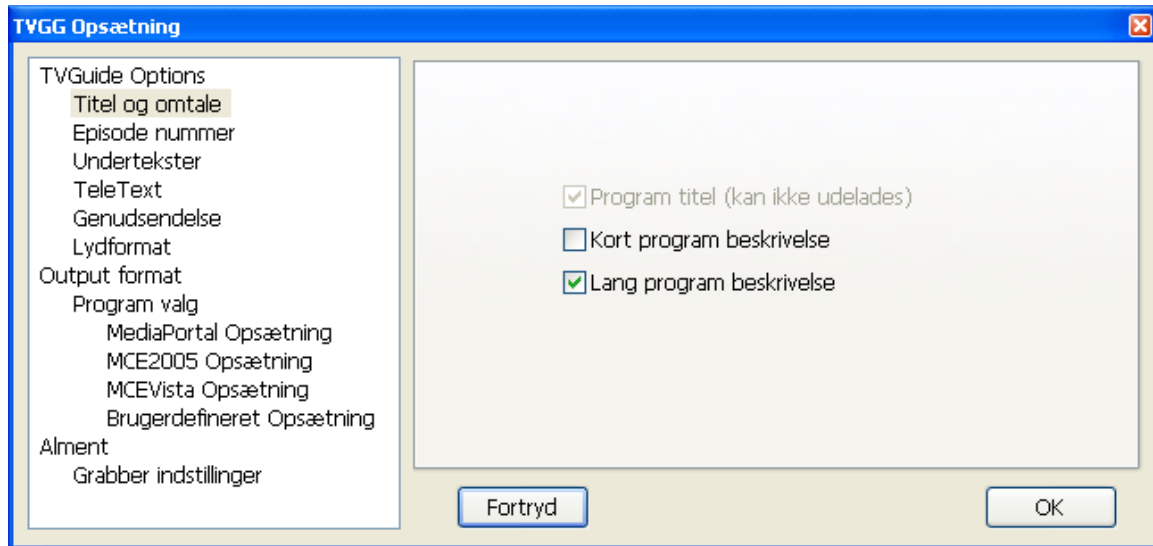 TVGG Opsætning
TVGuide Options
Titel og omtale
Episode nummer
Undertekster
TeleText
Genudsendelse
Lydformat
Output format
Program valg
MediaPortal Opsætning
MCE2005 Opsætning
MCEVista Opsætning
Brugerdefineret Opsætning
Alment
Grabber indstillinger
Program titel (kan ikke udelades)
Kort program beskrivelse
Lang program beskrivelse
Fortryd
OK